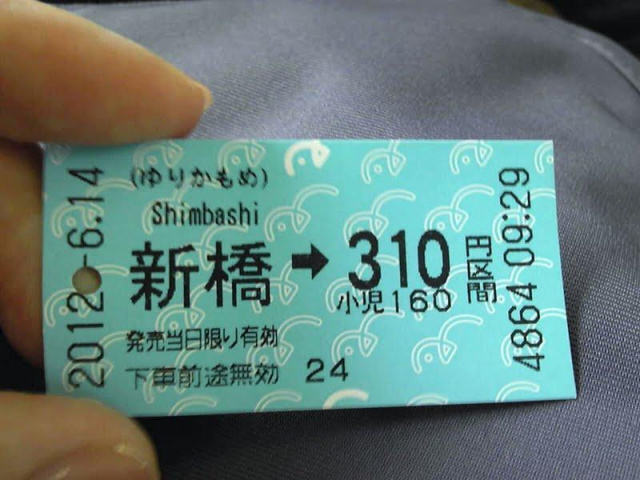 (ゆりかもめ)
Shimbashi
新橋➡310円区間
小児160
発売当日限り有効
下車前途無効 24
2012.-6.14
4864 09:29